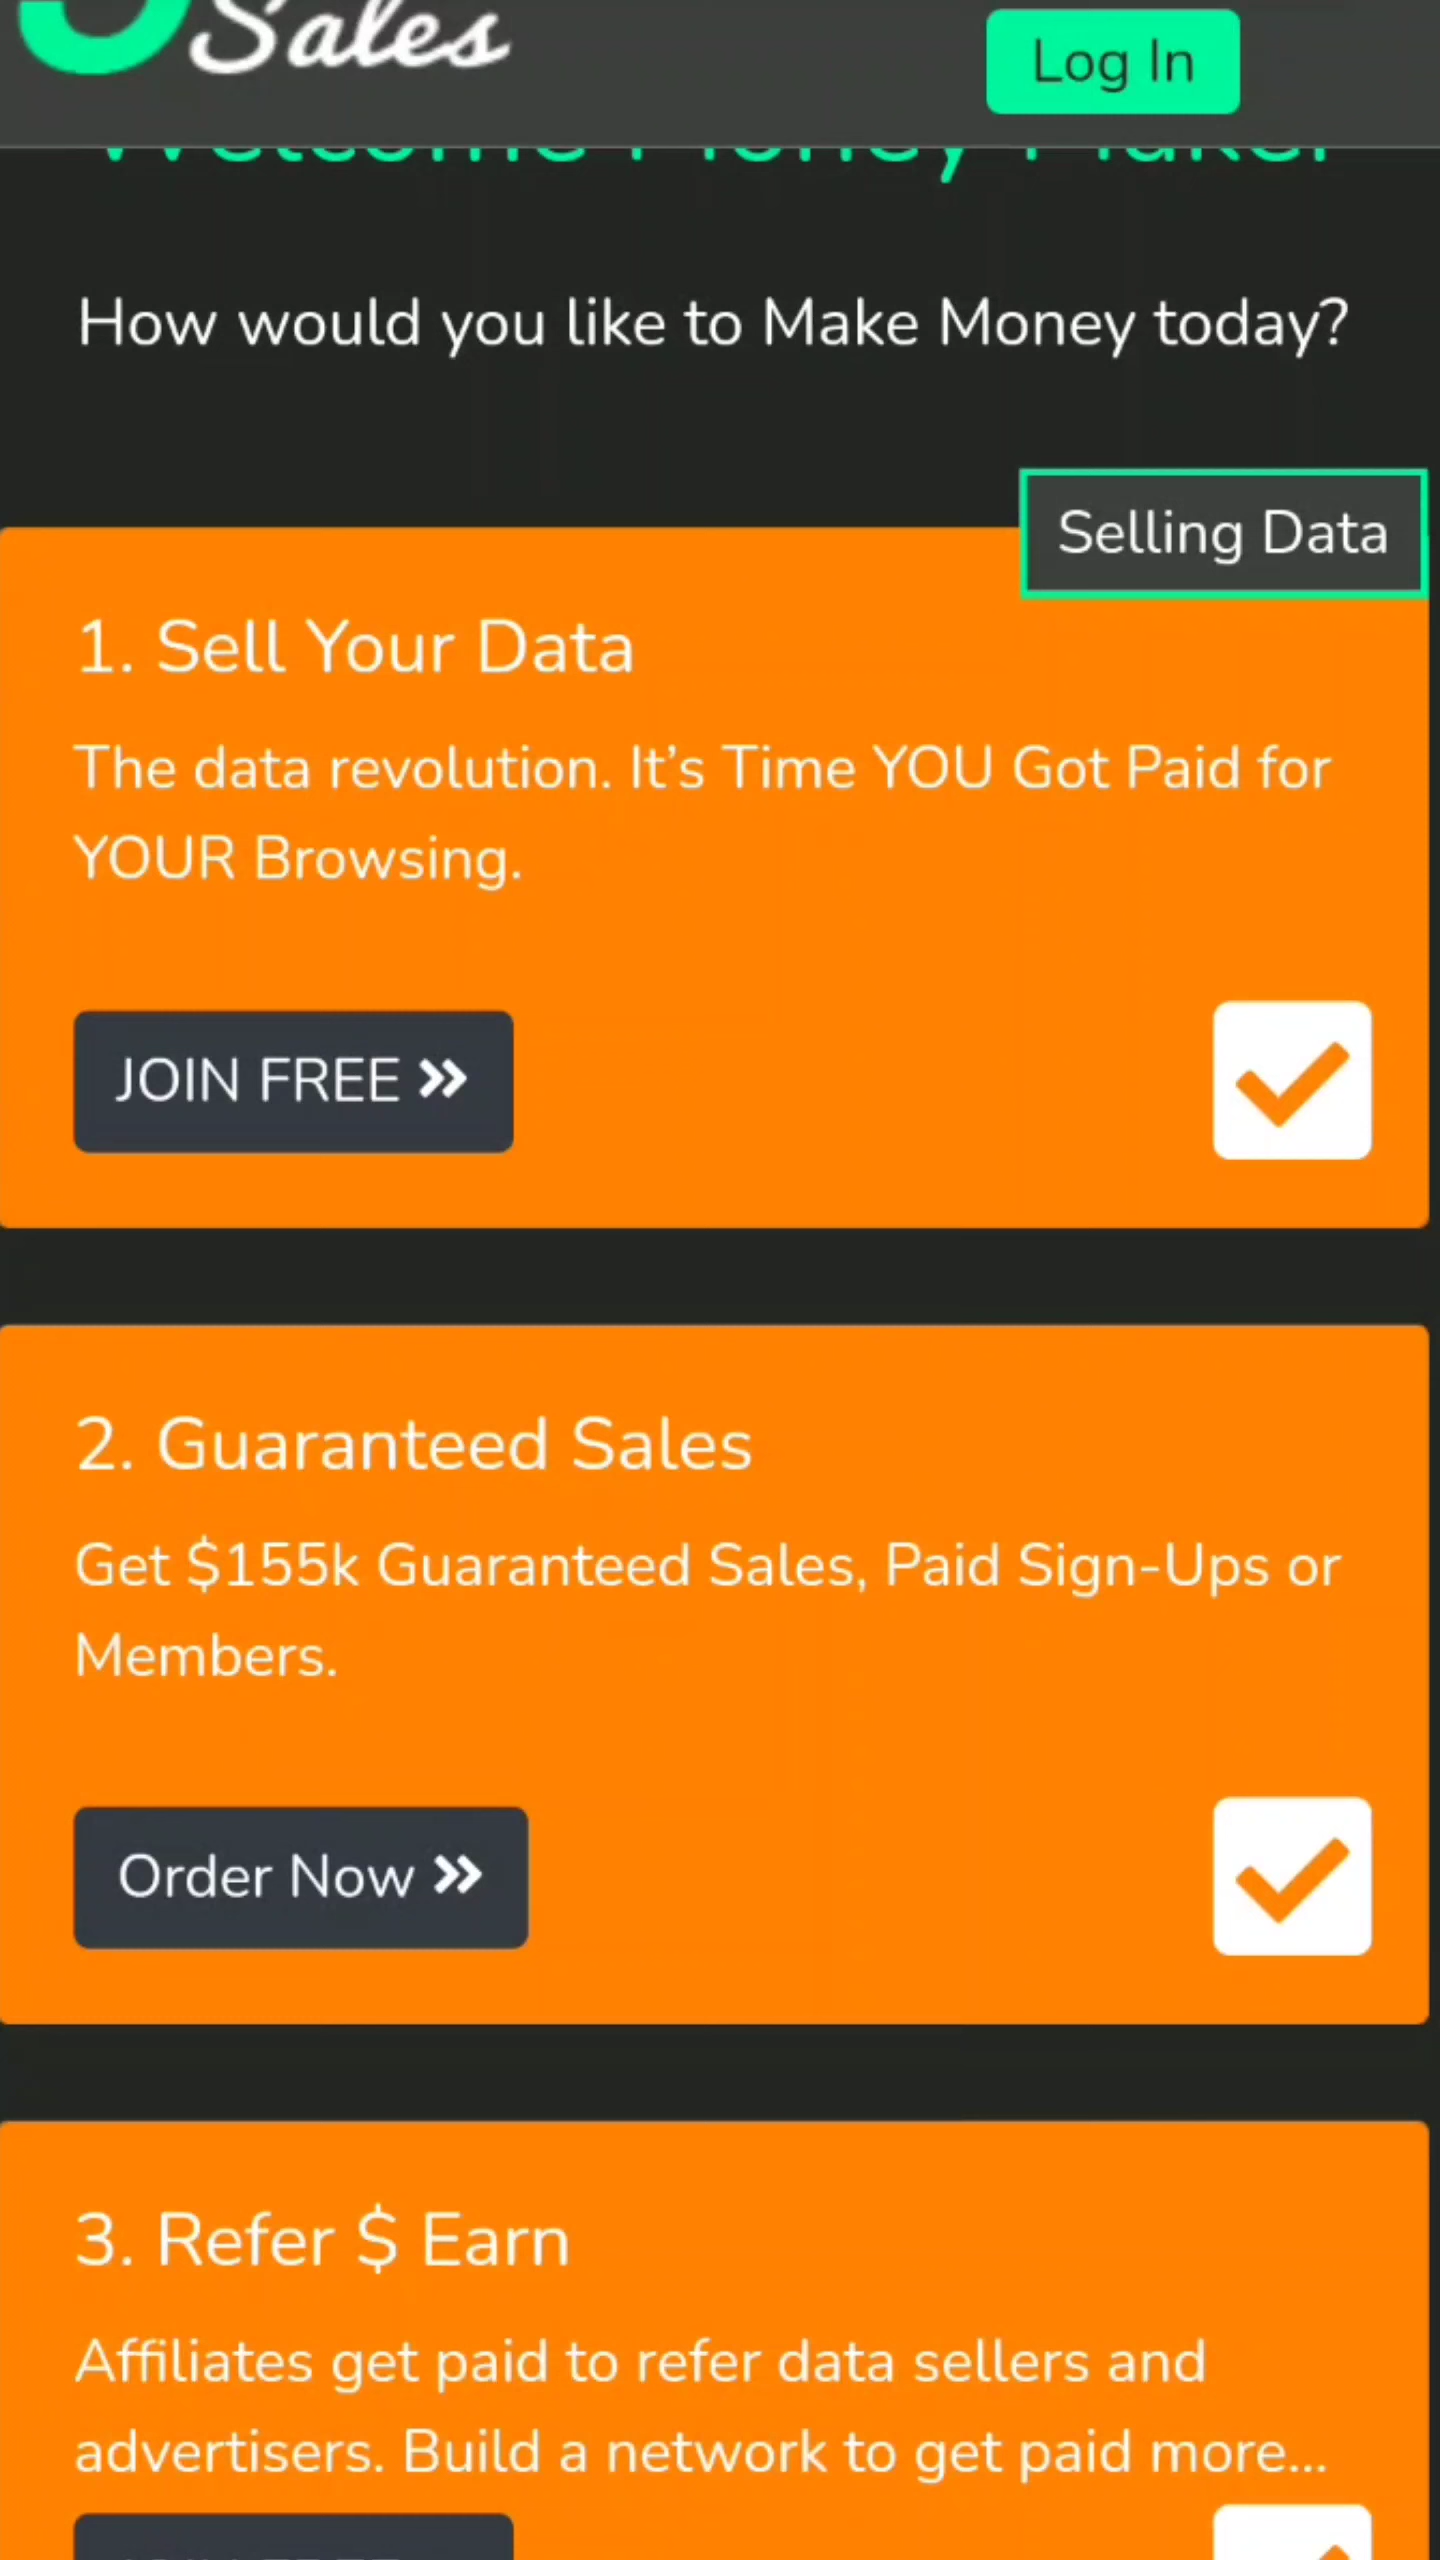 Sales
Log In
Welcome Money Maker
How would you like to Make Money today?
Selling Data
1. Sell Your Data
The data revolution. It's Time YOU Got Paid for
YOUR Browsing.
JOIN FREE »
2. Guaranteed Sales
Get $155k Guaranteed Sales, Paid Sign-Ups or
Members.
Order Now »
3. Refer $ Earn
Affiliates get paid to refer data sellers and
advertisers. Build a network to get paid more...